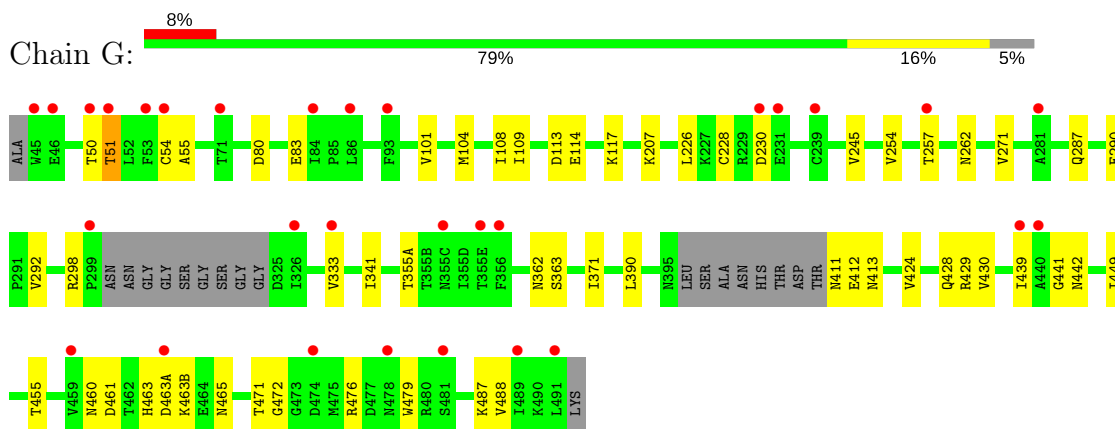 8%
Chain G:
79% 16% 5%
ALA W45 E46 T50 T51 L52 F53 C54 A55 T71 D80 E83 I84 P85 L86 F93 V101 M104 I108 I109 D113 E114 K117 K207 L226 K227 C228 R229 D230 E231 C239 V245 V254 T257 N262 V271 A281 Q287
P291 V292 R298 P299 ASN ASN GLY GLY SER GLY SER GLY GLY D325 I326 V333 I341 T355A T355B N355C I355D T355E F356 N362 S363 I371 L390 N395 LEU SER ALA ASN HIS THR ASP THR N411 E412 N413 V424 Q428 R429 V430 I439 A440 G441 N442
T455 V459 N460 D461 T462 H463 D463A K463B E464 N465 T471 G472 G473 D474 M475 R476 D477 N478 W479 R480 S481 K487 V488 I489 K490 L491 LYS